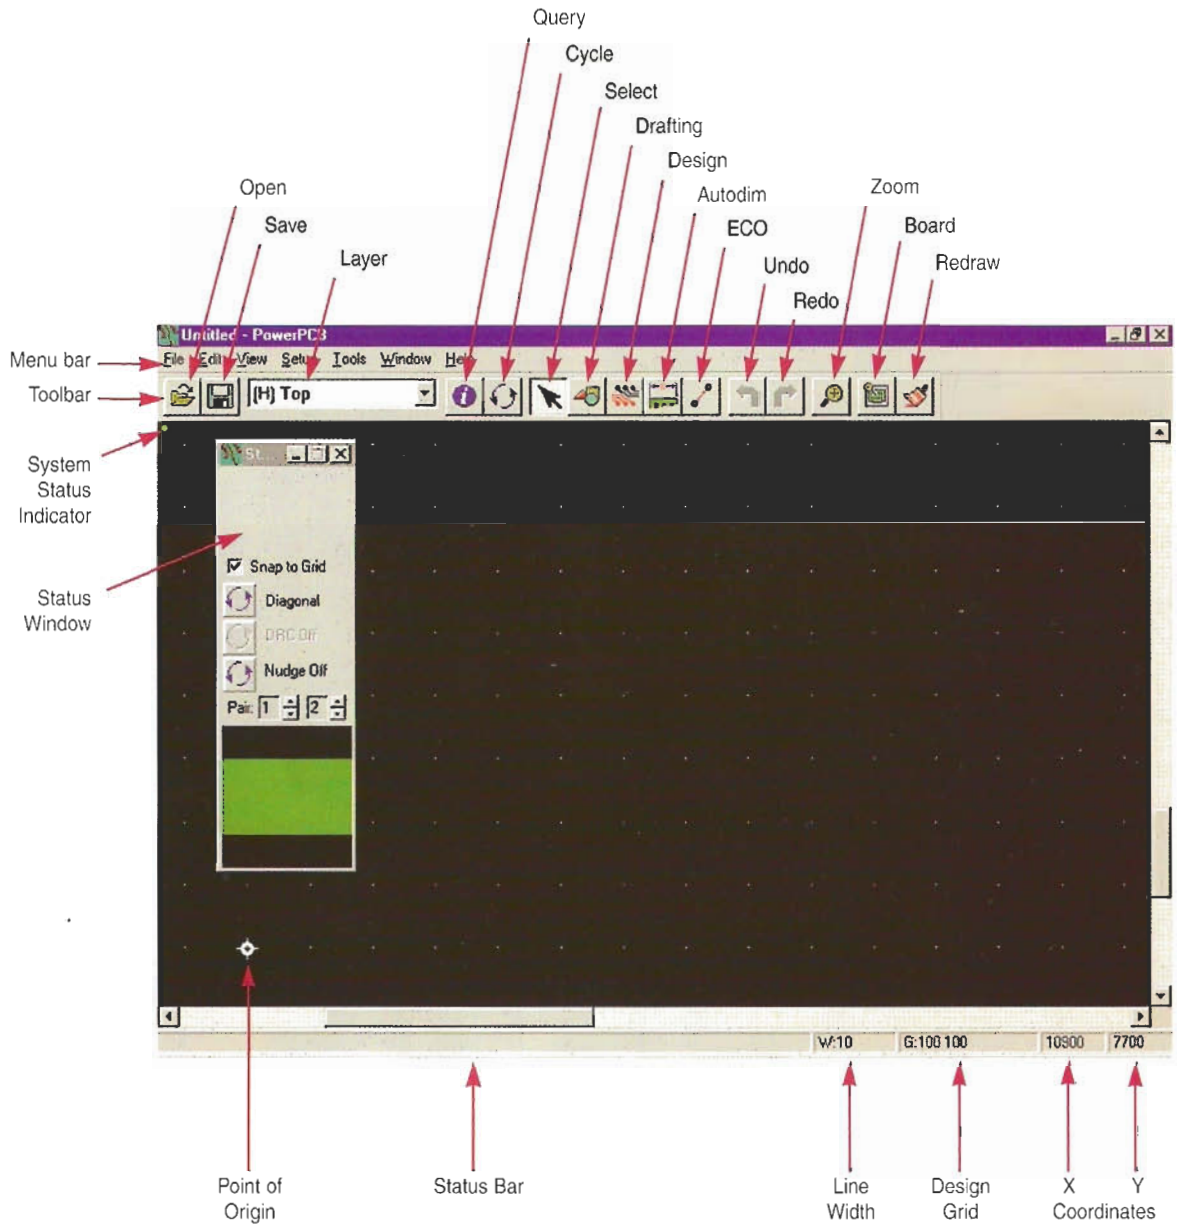 Query
Cycle
Select
Drafting
Design
Autodim
ECO
Undo
Redo
Zoom
Board
Redraw
Open
Save
Layer
Untitled - PowerPCB
Menu bar
File Edit View Setup Tools Window Help
Toolbar
(H) Top
System
Status
Indicator
St...
Status
Window
Snap to Grid
Diagonal
DRC Off
Nudge Off
Pair: 1 2
W:10 G:100 100 10900 7700
Point of
Origin
Status Bar
Line
Width
Design
Grid
X Y
Coordinates